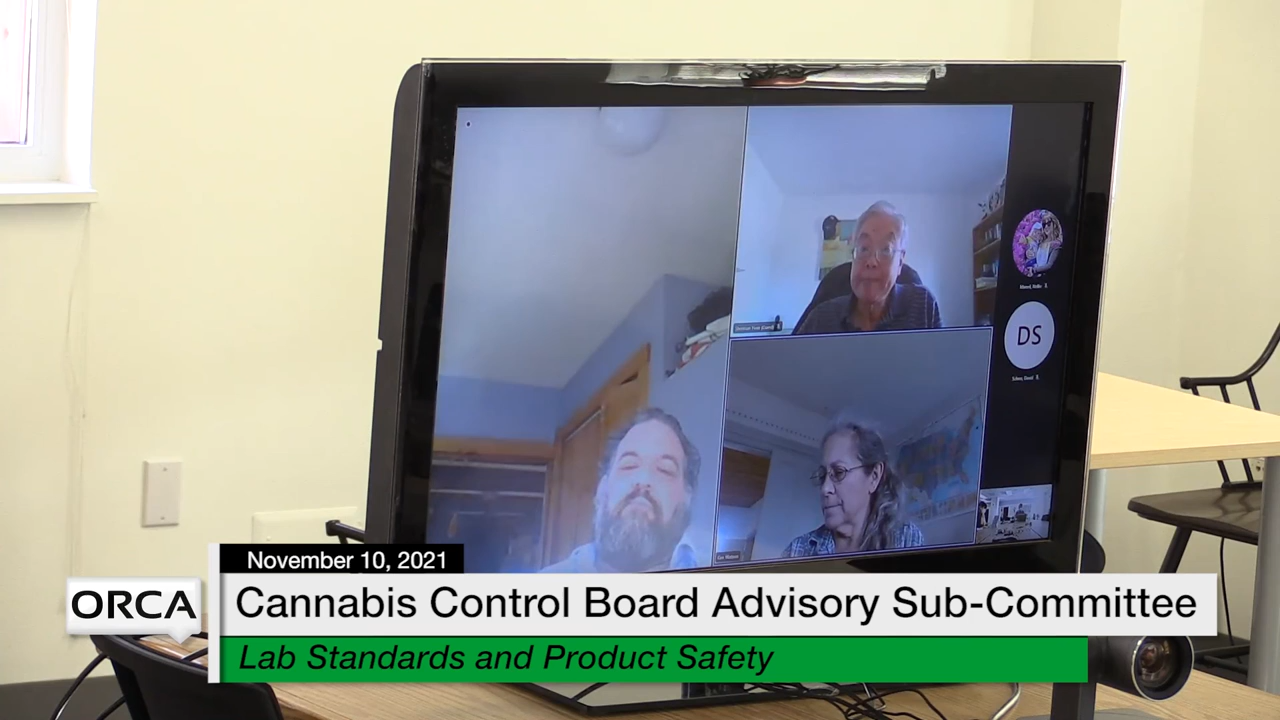 DS
November 10, 2021
ORCA
Cannabis Control Board Advisory Sub-Committee
Lab Standards and Product Safety